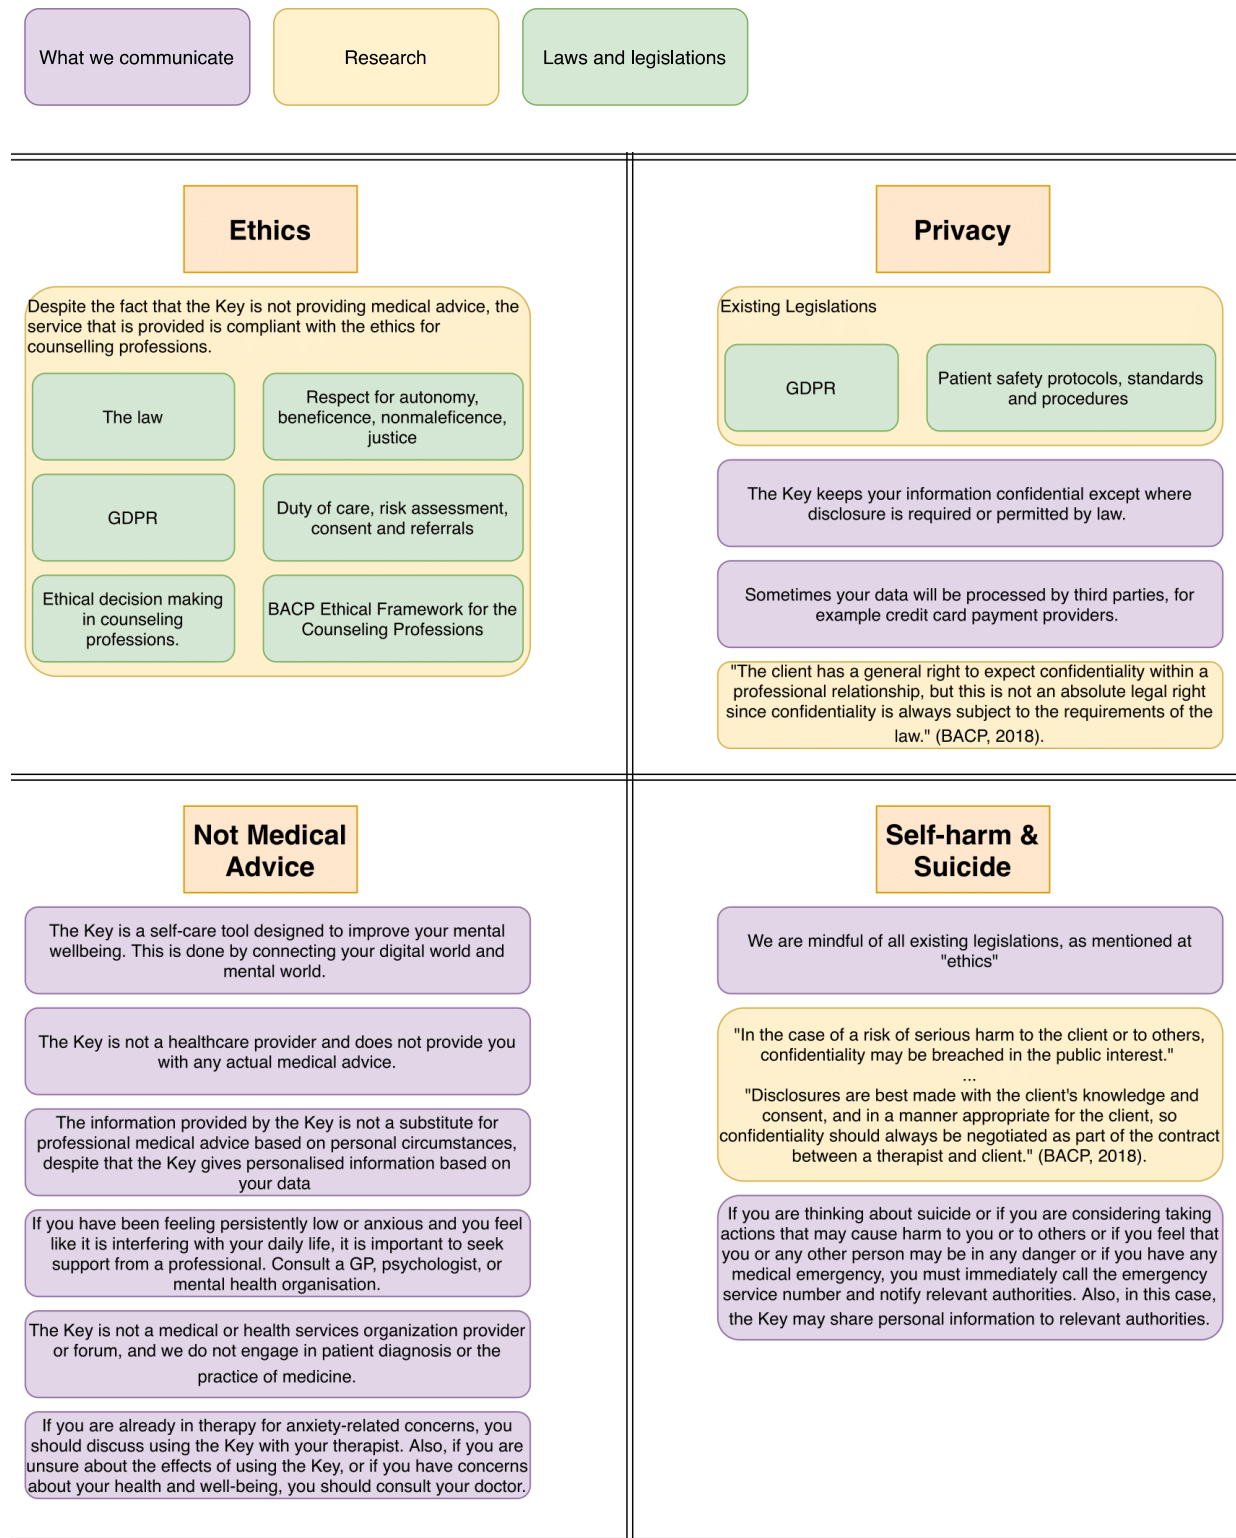 What we communicate
Research
Laws and legislations
Ethics
Despite the fact that the Key is not providing medical advice, the
service that is provided is compliant with the ethics for
counselling professions.
The law
Respect for autonomy,
beneficence, nonmaleficence,
justice
GDPR
Duty of care, risk assessment,
consent and referrals
Ethical decision making
in counseling
professions.
BACP Ethical Framework for the
Counseling Professions
Privacy
Existing Legislations
GDPR
Patient safety protocols, standards
and procedures
The Key keeps your information confidential except where
disclosure is required or permitted by law.
Sometimes your data will be processed by third parties, for
example credit card payment providers.
"The client has a general right to expect confidentiality within a
professional relationship, but this is not an absolute legal right
since confidentiality is always subject to the requirements of the
law." (BACP, 2018).
Not Medical
Advice
The Key is a self-care tool designed to improve your mental
wellbeing. This is done by connecting your digital world and
mental world.
The Key is not a healthcare provider and does not provide you
with any actual medical advice.
The information provided by the Key is not a substitute for
professional medical advice based on personal circumstances,
despite that the Key gives personalised information based on
your data
If you have been feeling persistently low or anxious and you feel
like it is interfering with your daily life, it is important to seek
support from a professional. Consult a GP, psychologist, or
mental health organisation.
The Key is not a medical or health services organization provider
or forum, and we do not engage in patient diagnosis or the
practice of medicine.
If you are already in therapy for anxiety-related concerns, you
should discuss using the Key with your therapist. Also, if you are
unsure about the effects of using the Key, or if you have concerns
about your health and well-being, you should consult your doctor.
Self-harm &
Suicide
We are mindful of all existing legislations, as mentioned at
"ethics"
"In the case of a risk of serious harm to the client or to others,
confidentiality may be breached in the public interest."
...
"Disclosures are best made with the client's knowledge and
consent, and in a manner appropriate for the client, so
confidentiality should always be negotiated as part of the contract
between a therapist and client." (BACP, 2018).
If you are thinking about suicide or if you are considering taking
actions that may cause harm to you or to others or if you feel that
you or any other person may be in any danger or if you have any
medical emergency, you must immediately call the emergency
service number and notify relevant authorities. Also, in this case,
the Key may share personal information to relevant authorities.